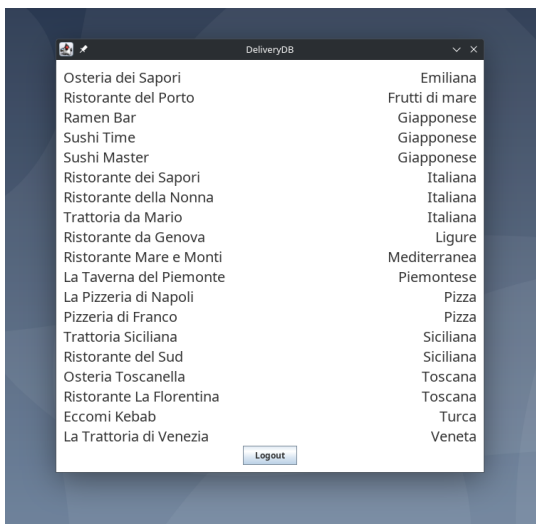 DeliveryDB
Osteria dei Sapori Emiliana
Ristorante del Porto Frutti di mare
Ramen Bar Giapponese
Sushi Time Giapponese
Sushi Master Giapponese
Ristorante dei Sapori Italiana
Ristorante della Nonna Italiana
Trattoria da Mario Italiana
Ristorante da Genova Ligure
Ristorante Mare e Monti Mediterranea
La Taverna del Piemonte Piemontese
La Pizzeria di Napoli Pizza
Pizzeria di Franco Pizza
Trattoria Siciliana Siciliana
Ristorante del Sud Siciliana
Osteria Toscanella Toscana
Ristorante La Florentina Toscana
Eccomi Kebab Turca
La Trattoria di Venezia Veneta
Logout